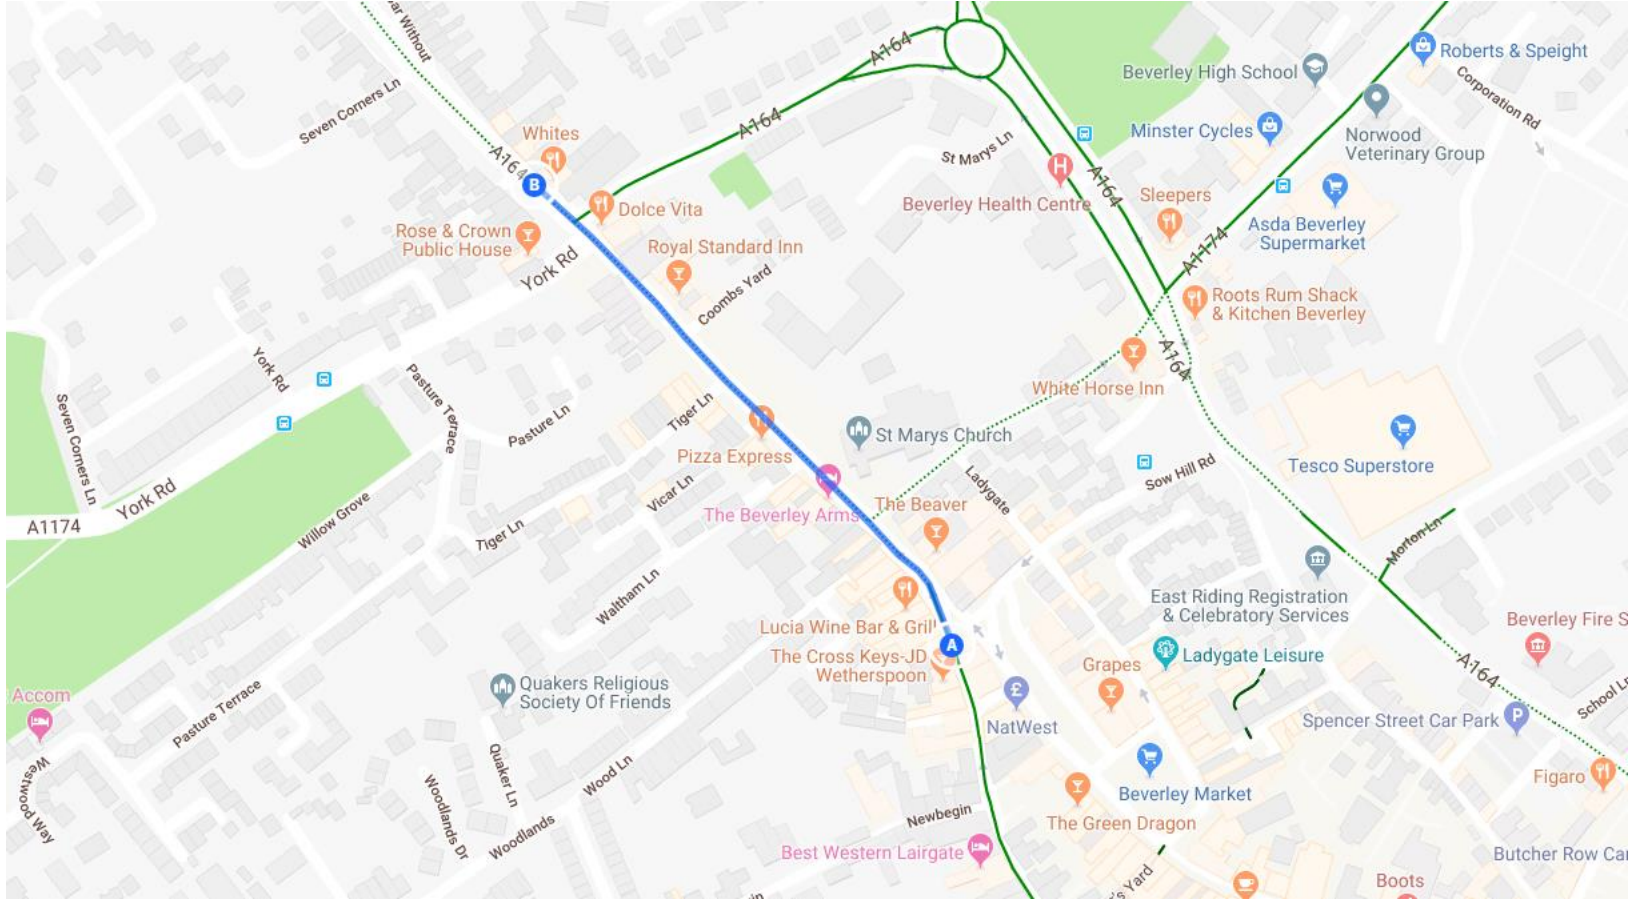 ar Without
A164
Roberts & Speight
Beverley High School
Corporation Rd
Seven Corners Ln
A164
Minster Cycles
Whites
Norwood
Veterinary Group
St Marys Ln
A164
B
H
A164
Beverley Health Centre
Sleepers
Dolce Vita
Asda Beverley
Supermarket
Rose & Crown
Public House
Royal Standard Inn
A1174
York Rd
Coombs Yard
Roots Rum Shack
& Kitchen Beverley
A164
White Horse Inn
York Rd
Pasture Terrace
Tiger Ln
Pasture Ln
Seven Corners Ln
St Marys Church
Pizza Express
Tesco Superstore
Sow Hill Rd
Ladygate
Vicar Ln
York Rd
The Beaver
The Beverley Arms
A1174
Willow Grove
Tiger Ln
Morton Ln
Waltham Ln
East Riding Registration
& Celebratory Services
Lucia Wine Bar & Grill
Beverley Fire S
A
The Cross Keys-JD
Wetherspoon
Ladygate Leisure
Grapes
A164
Accom
Quakers Religious
Society Of Friends
£
NatWest
Pasture Terrace
School Ln
Spencer Street Car Park
P
Quaker Ln
Wood Ln
Figaro
Westwood Way
Woodlands Dr
Beverley Market
Newbegin
The Green Dragon
Woodlands
Best Western Lairgate
Butcher Row Car
's Yard
Boots
in